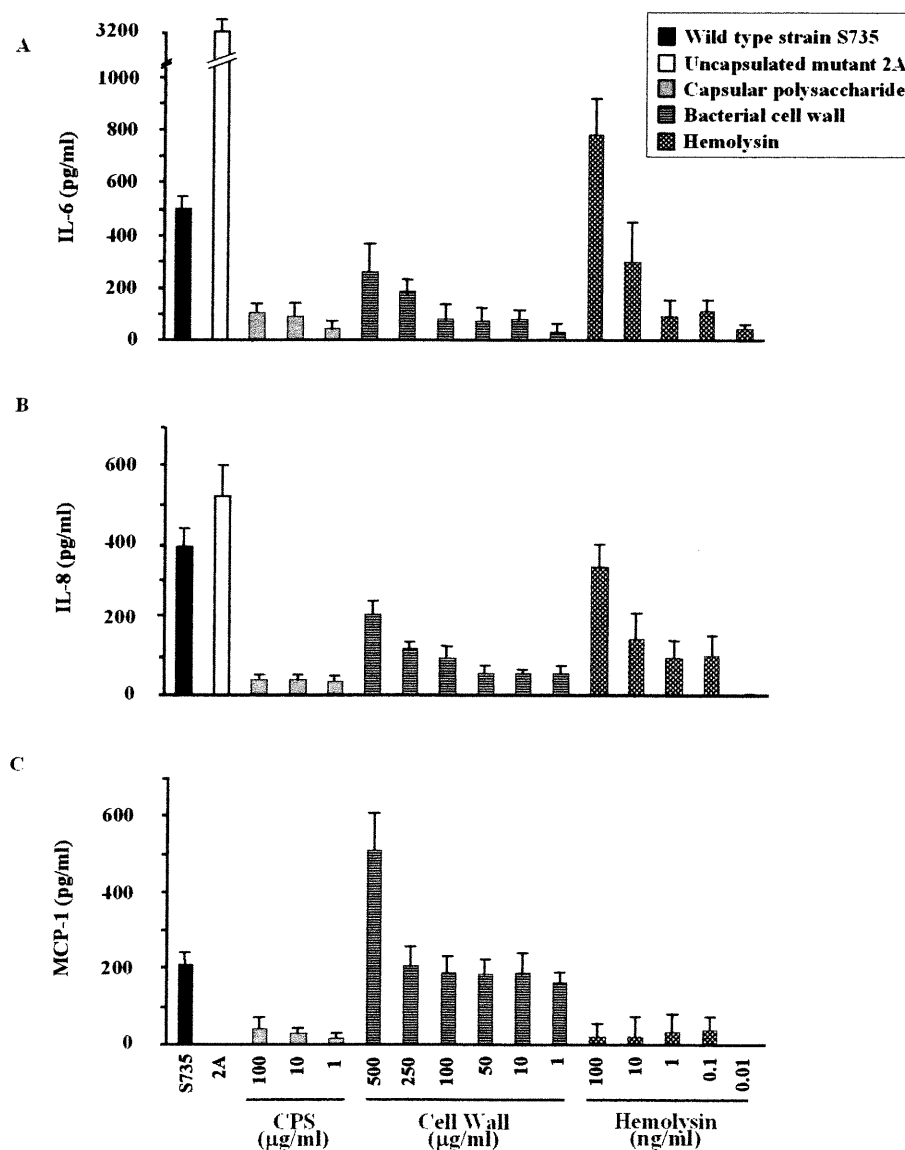 A
IL-6 (pg/ml)
3200
1000
800
600
400
200
0
Wild type strain S735
Uncapsulated mutant 2A
Capsular polysaccharide
Bacterial cell wall
Hemolysin
B
IL-8 (pg/ml)
600
400
200
0
C
MCP-1 (pg/ml)
600
400
200
0
S735 2A 100 10 1 500 250 100 50 10 1 100 10 1 0.1 0.01
CPS Cell Wall Hemolysin
(μg/ml) (μg/ml) (ng/ml)